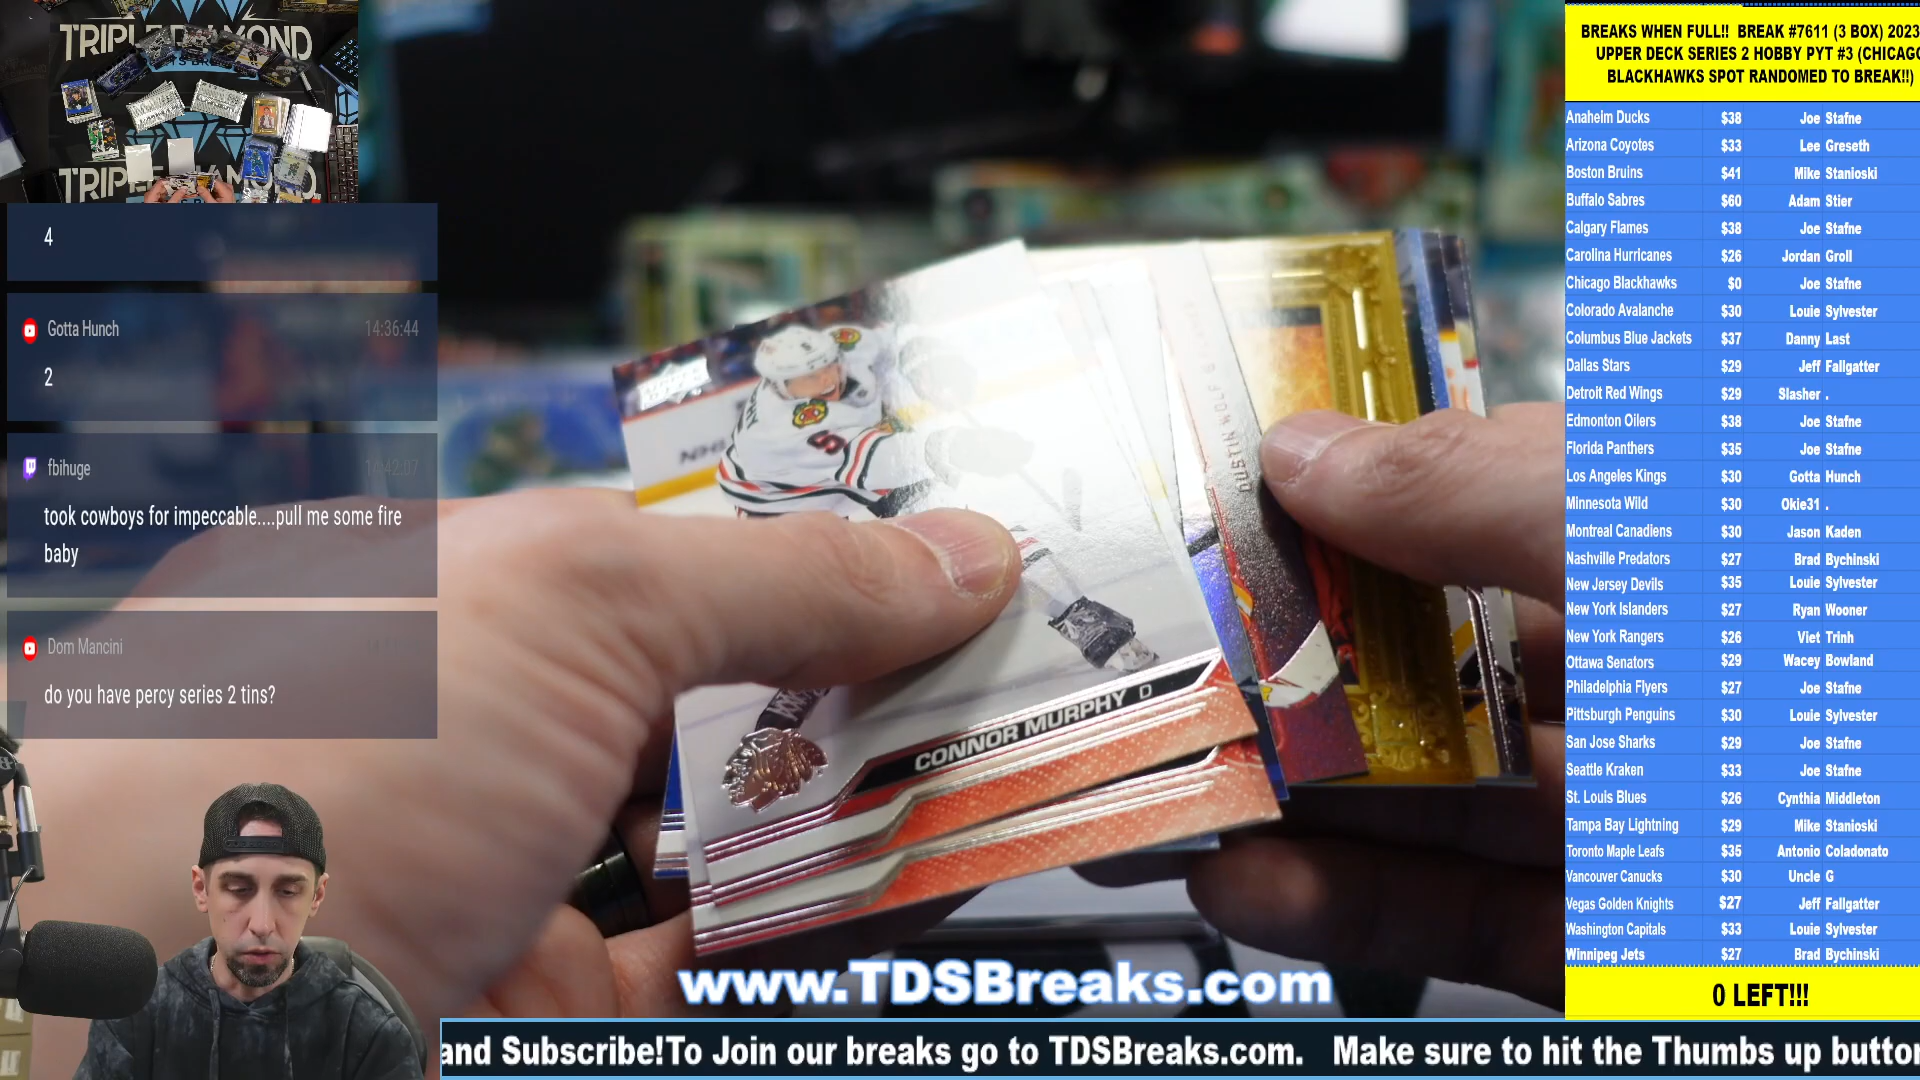 TRIPLE DIAMOND
TRIPLE DIAMOND
4
Gotta Hunch 14:36:44
2
fbihuge 14:42:07
took cowboys for impeccable....pull me some fire
baby
Dom Mancini
do you have percy series 2 tins?
CONNOR MURPHY D
DUSTIN WOLF
www.TDSBreaks.com
and Subscribe!To Join our breaks go to TDSBreaks.com. Make sure to hit the Thumbs up button
BREAKS WHEN FULL!! BREAK #7611 (3 BOX) 2023
UPPER DECK SERIES 2 HOBBY PYT #3 (CHICAGO
BLACKHAWKS SPOT RANDOMED TO BREAK!!)
Anaheim Ducks $38 Joe Stafne
Arizona Coyotes $33 Lee Greseth
Boston Bruins $41 Mike Stanioski
Buffalo Sabres $60 Adam Stier
Calgary Flames $38 Joe Stafne
Carolina Hurricanes $26 Jordan Groll
Chicago Blackhawks $0 Joe Stafne
Colorado Avalanche $30 Louie Sylvester
Columbus Blue Jackets $37 Danny Last
Dallas Stars $29 Jeff Fallgatter
Detroit Red Wings $29 Slasher .
Edmonton Oilers $38 Joe Stafne
Florida Panthers $35 Joe Stafne
Los Angeles Kings $30 Gotta Hunch
Minnesota Wild $30 Okie31 .
Montreal Canadiens $30 Jason Kaden
Nashville Predators $27 Brad Bychinski
New Jersey Devils $35 Louie Sylvester
New York Islanders $27 Ryan Wooner
New York Rangers $26 Viet Trinh
Ottawa Senators $29 Wacey Bowland
Philadelphia Flyers $27 Joe Stafne
Pittsburgh Penguins $30 Louie Sylvester
San Jose Sharks $29 Joe Stafne
Seattle Kraken $33 Joe Stafne
St. Louis Blues $26 Cynthia Middleton
Tampa Bay Lightning $29 Mike Stanioski
Toronto Maple Leafs $35 Antonio Coladonato
Vancouver Canucks $30 Uncle G
Vegas Golden Knights $27 Jeff Fallgatter
Washington Capitals $33 Louie Sylvester
Winnipeg Jets $27 Brad Bychinski
0 LEFT!!!